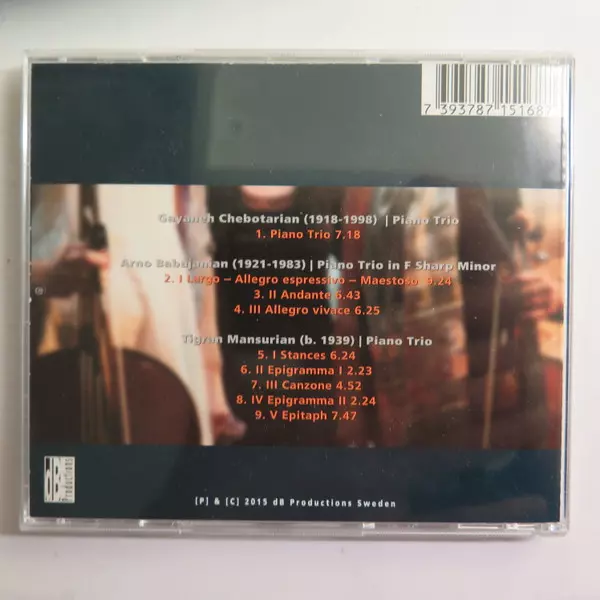 7 393787 151687
Gayaneh Chebotarian (1918-1998) | Piano Trio
1. Piano Trio 7.18
Arno Babajanian (1921-1983) | Piano Trio in F Sharp Minor
2. I Largo – Allegro espressivo – Maestoso 9.24
3. II Andante 6.43
4. III Allegro vivace 6.25
Tigran Mansurian (b. 1939) | Piano Trio
5. I Stances 6.24
6. II Epigramma I 2.23
7. III Canzone 4.52
8. IV Epigramma II 2.24
9. V Epitaph 7.47
dB
Productions
[P] & [C] 2015 dB Productions Sweden